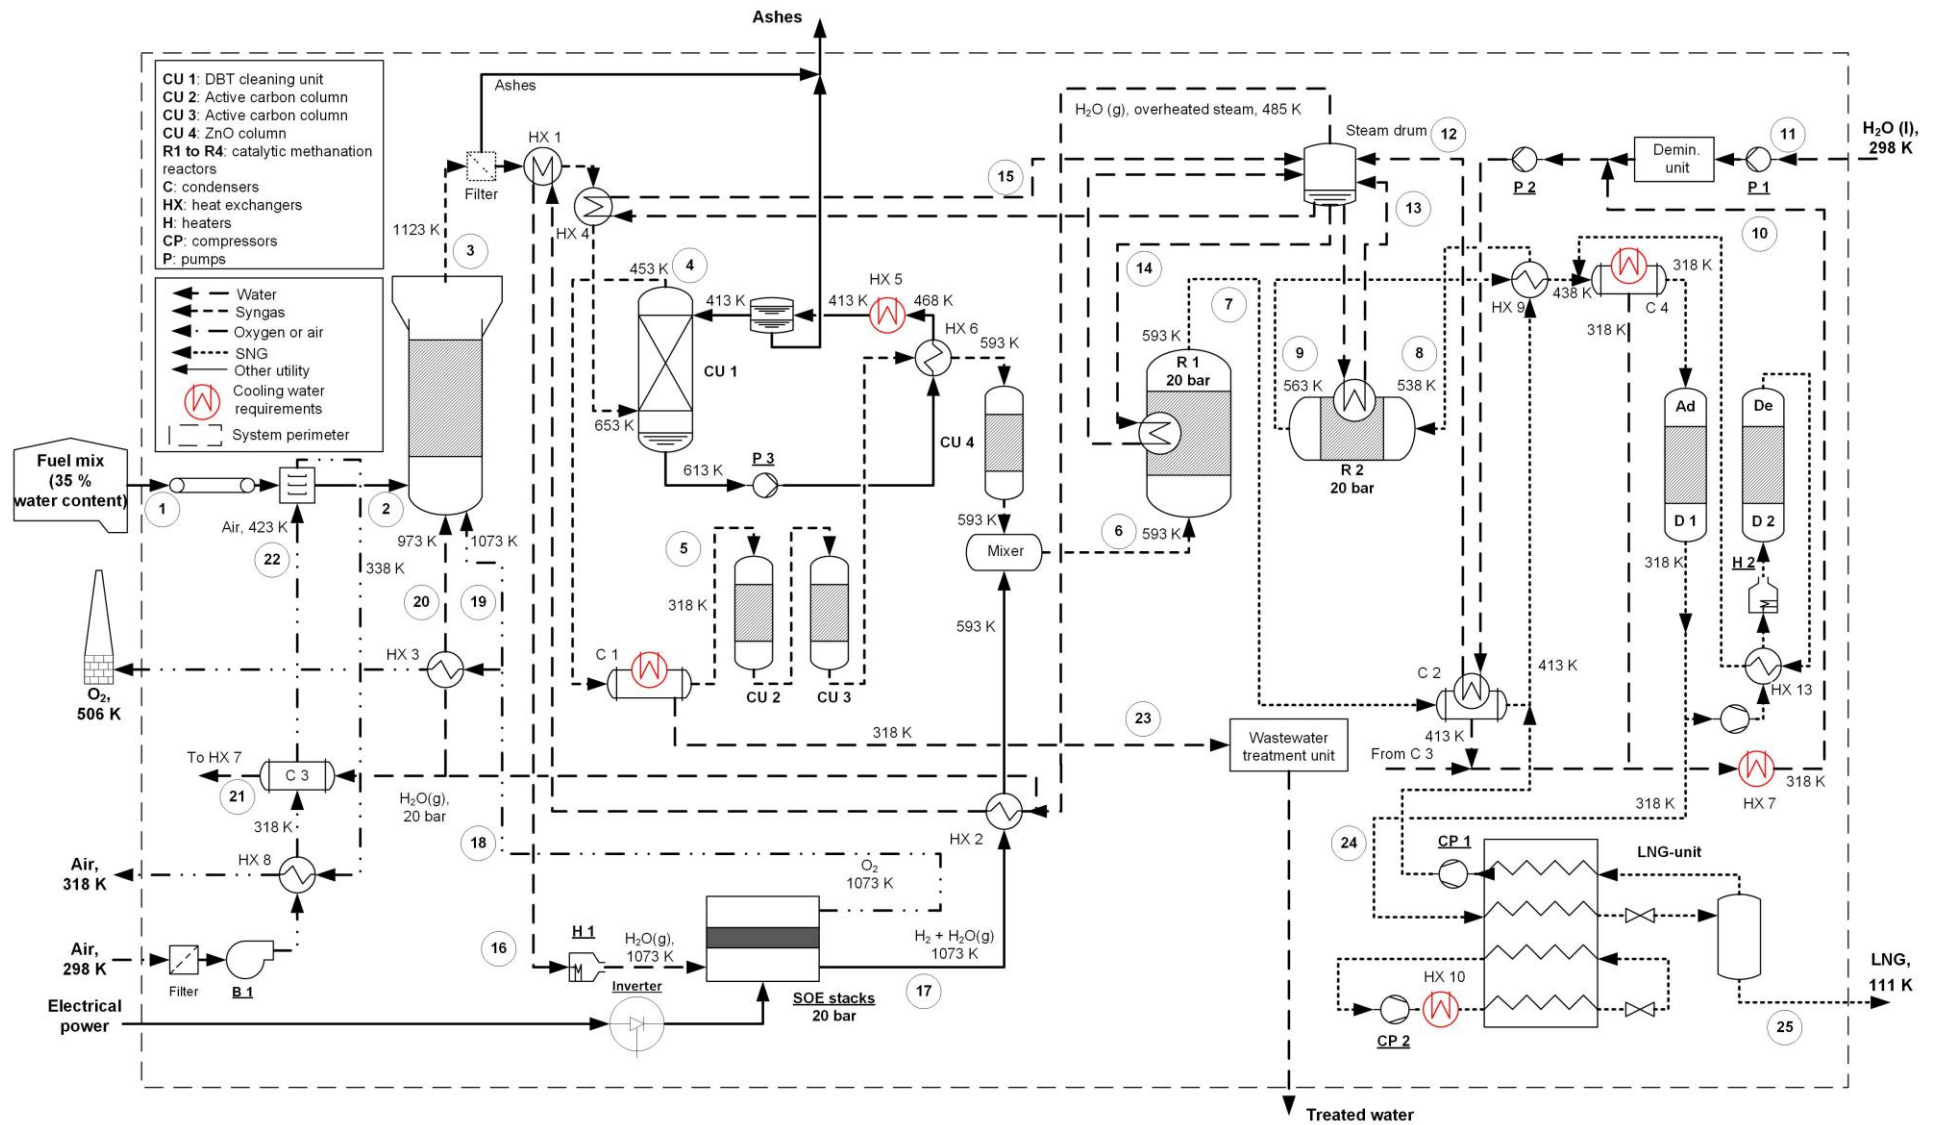 Ashes
CU 1: DBT cleaning unit
CU 2: Active carbon column
CU 3: Active carbon column
CU 4: ZnO column
R1 to R4: catalytic methanation
reactors
C: condensers
HX: heat exchangers
H: heaters
CP: compressors
P: pumps
Water
Syngas
Oxygen or air
SNG
Other utility
Cooling water
requirements
System perimeter
Ashes
Filter
HX 1
HX 4
1123 K
3
15
H₂O (g), overheated steam, 485 K
Steam drum
12
13
14
P 2
Demin.
unit
P 1
11
H₂O (l),
298 K
10
453 K
4
413 K
413 K
HX 5
468 K
HX 6
593 K
CU 1
653 K
613 K
P 3
CU 4
593 K
Mixer
6
593 K
593 K
R 1
20 bar
7
9
563 K
8
538 K
R 2
20 bar
HX 9
438 K
C 4
318 K
318 K
Ad
D 1
De
D 2
318 K
H 2
HX 13
Fuel mix
(35 %
water content)
1
2
Air, 423 K
22
338 K
973 K
1073 K
20
19
HX 3
O₂,
506 K
5
318 K
C 1
CU 2
CU 3
593 K
C 2
413 K
413 K
From C 3
HX 7
318 K
318 K
23
318 K
Wastewater
treatment unit
To HX 7
21
C 3
H₂O(g),
20 bar
318 K
HX 8
Air,
318 K
18
HX 2
O₂
1073 K
24
CP 1
LNG-unit
Air,
298 K
Filter
B 1
16
H 1
H₂O(g),
1073 K
H₂ + H₂O(g)
1073 K
17
Inverter
SOE stacks
20 bar
Electrical
power
HX 10
CP 2
LNG,
111 K
25
Treated water